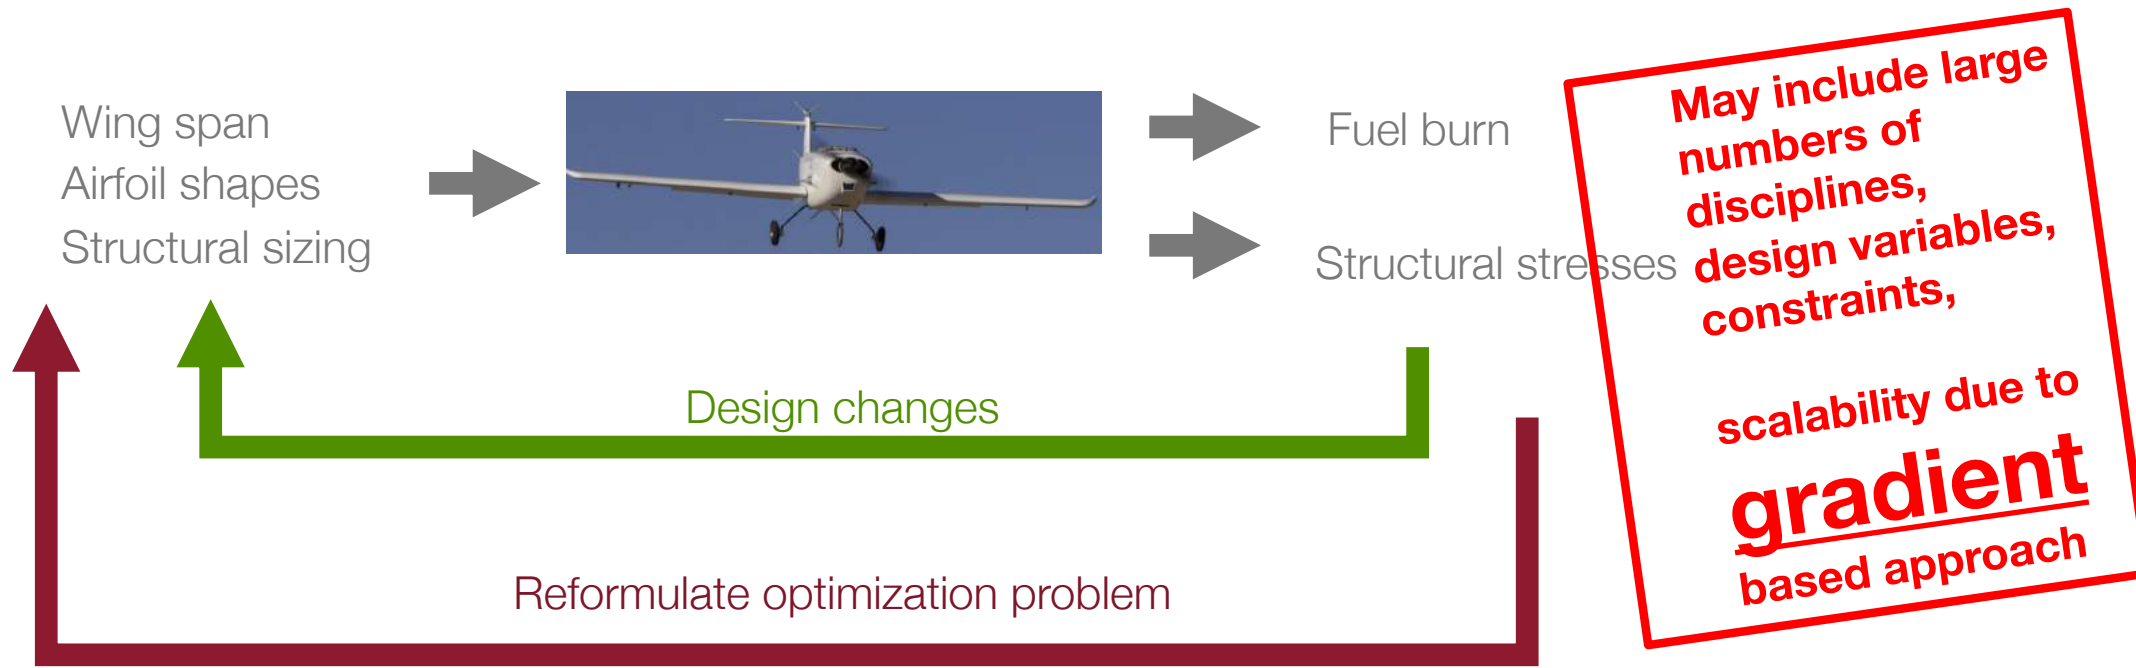 Wing span
Airfoil shapes
Structural sizing
Fuel burn
Structural stresses
Design changes
Reformulate optimization problem
May include large
numbers of
disciplines,
design variables,
constraints,
scalability due to
gradient
based approach